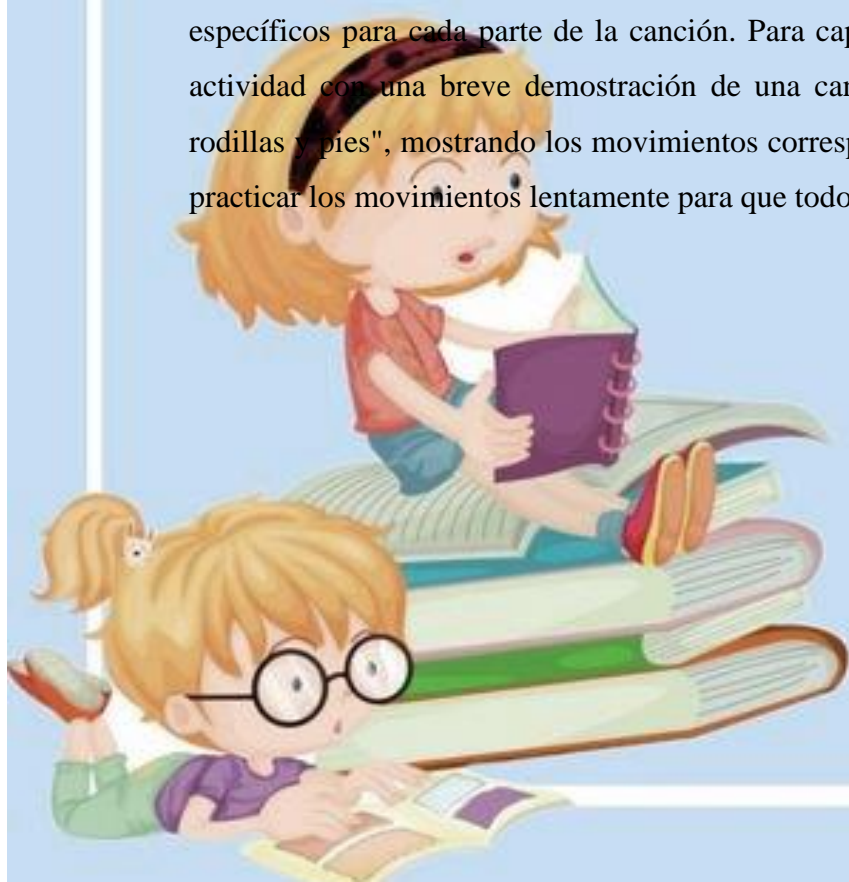 específicos para cada parte de la canción. Para cap
actividad con una breve demostración de una can
rodillas y pies", mostrando los movimientos corresp
practicar los movimientos lentamente para que todo